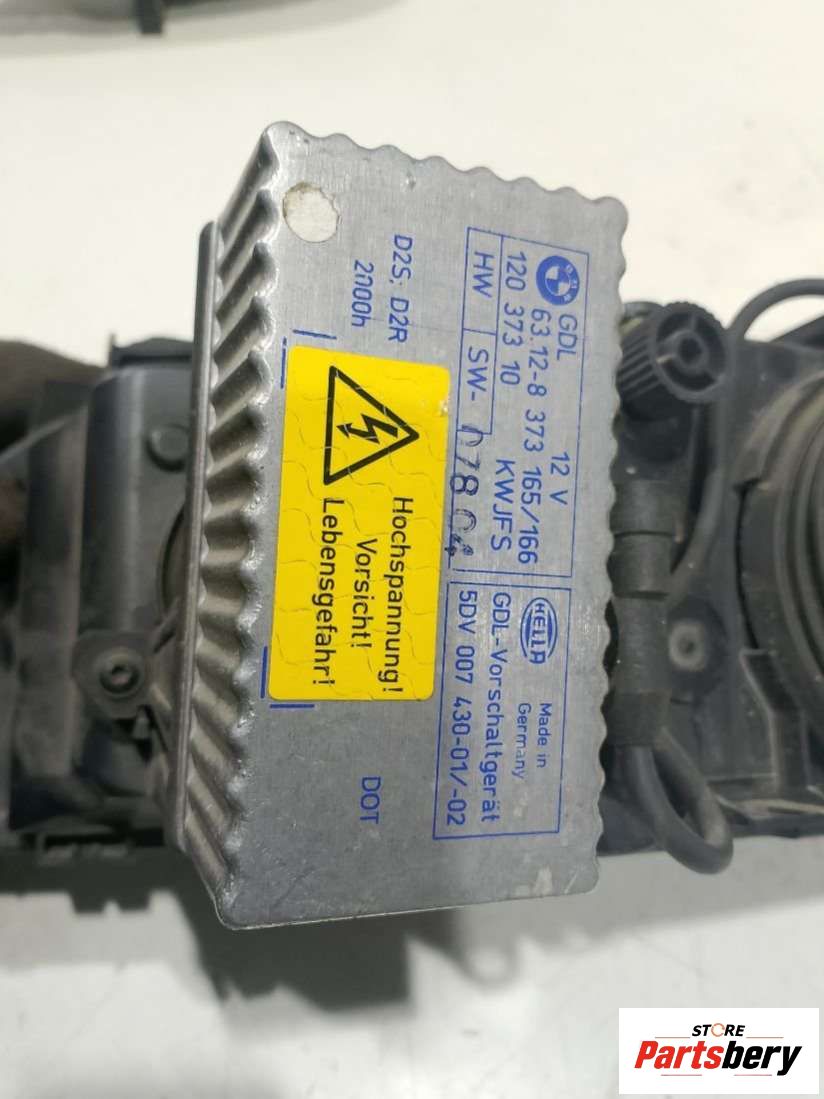 GDL 12 V
63.12-8 373 165/166
120 373 10 KWJFS
HW SW- 07804
HELLA Made in
Germany
GDL-Vorschaltgerät
5DV 007 430-01/-02
D2S, D2R
2000h
Hochspannung!
Vorsicht!
Lebensgefahr!
DOT
STORE
Partsbery